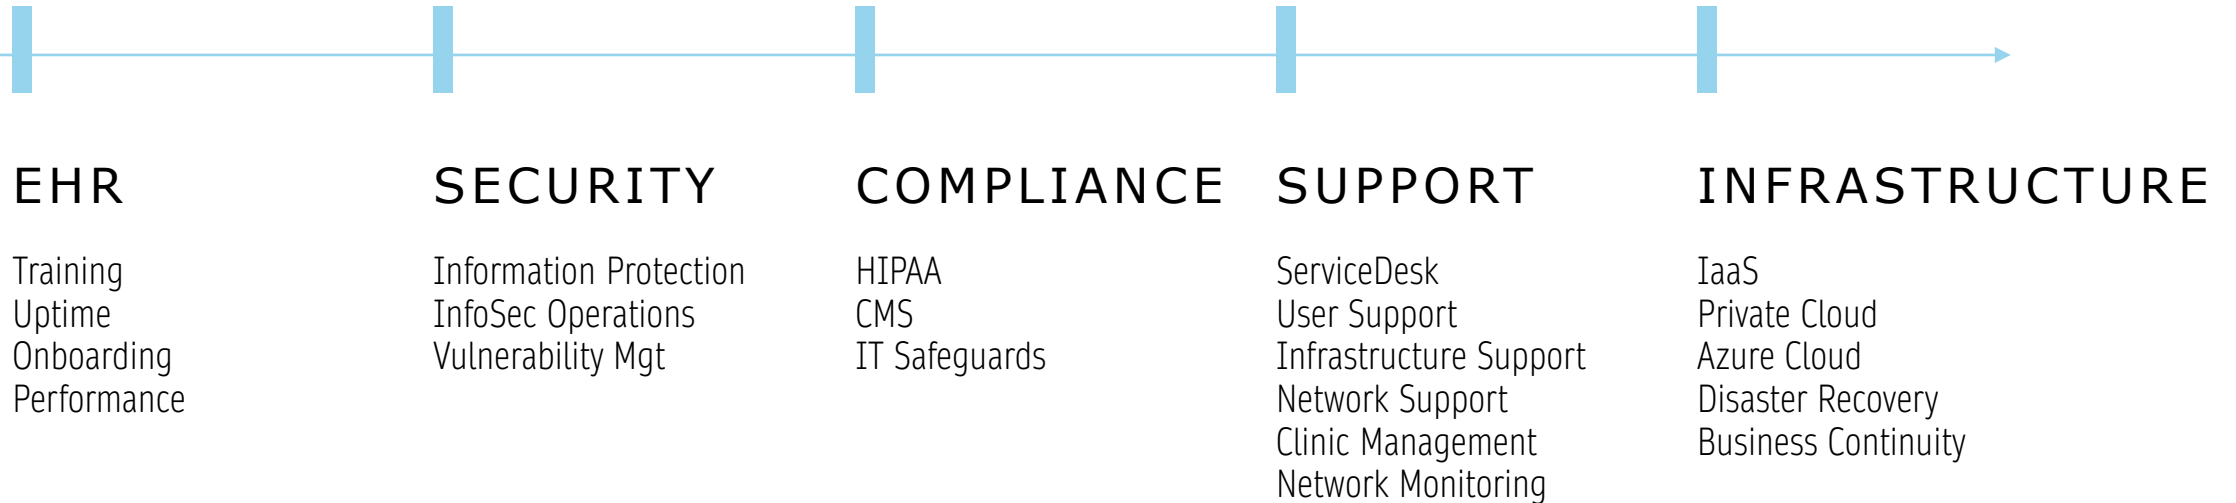 EHR
Training
Uptime
Onboarding
Performance
SECURITY
Information Protection
InfoSec Operations
Vulnerability Mgt
COMPLIANCE
HIPAA
CMS
IT Safeguards
SUPPORT
ServiceDesk
User Support
Infrastructure Support
Network Support
Clinic Management
Network Monitoring
INFRASTRUCTURE
IaaS
Private Cloud
Azure Cloud
Disaster Recovery
Business Continuity